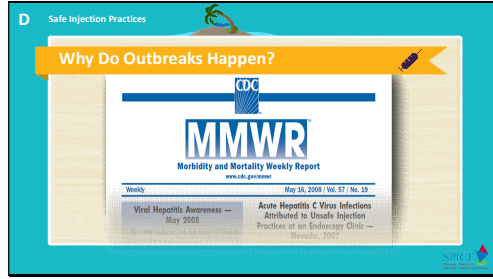 D Safe Injection Practices
Why Do Outbreaks Happen?
CDC
MMWR
Morbidity and Mortality Weekly Report
www.cdc.gov/mmwr
Weekly May 16, 2008 / Vol. 57 / No. 19
Viral Hepatitis Awareness —
May 2008
Acute Hepatitis C Virus Infections
Attributed to Unsafe Injection
Practices at an Endoscopy Clinic —
Nevada, 2007
SPICE